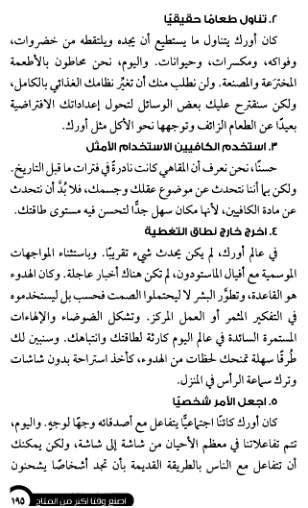 ٢. تناول طعامًا حقيقيًا
كان أورك يتناول ما يستطيع أن يجده ويلتقطه من خضروات،
وفواكه، ومكسرات، وحيوانات. واليوم، نحن محاطون بالأطعمة
المخترَعة والمصنعة. ولن نطلب منك أن تغيّر نظامك الغذائي بالكامل،
ولكن سنقترح عليك بعض الوسائل لتحول إعداداتك الافتراضية
بعيدًا عن الطعام الزائف وتوجهها نحو الأكل مثل أورك.
٣. استخدم الكافيين الاستخدام الأمثل
حسنًا، نحن نعرف أن المقاهي كانت نادرةً في فترات ما قبل التاريخ.
ولكن بما أننا نتحدث عن موضوع عقلك وجسمك، فلا بُدَّ أن نتحدث
عن مادة الكافيين، لأنها مكان سهل جدًّا لتحسن فيه مستوى طاقتك.
٤. اخرج خارج نطاق التغطية
في عالم أورك، لم يكن يحدث شيء تقريبًا. وباستثناء المواجهات
الموسمية مع أفيال الماستودون، لم تكن هناك أخبار عاجلة. وكان الهدوء
هو القاعدة، وتطوَّر البشر لا ليحتملوا الصمت فحسب بل ليستخدموه
في التفكير المثمر أو العمل المركز. وتشكل الضوضاء والإلهاءات
المستمرة السائدة في عالم اليوم كارثة لطاقتك وانتباهك. وسنبين لك
طُرقًا سهلة تمنحك لحظات من الهدوء، كأخذ استراحة بدون شاشات
وترك سماعة الرأس في المنزل.
٥. اجعل الأمر شخصيًا
كان أورك كائنًا اجتماعيًّا يتفاعل مع أصدقائه وجهًا لوجهٍ. واليوم،
تتم تفاعلاتنا في معظم الأحيان من شاشة إلى شاشة، ولكن يمكنك
أن تتفاعل مع الناس بالطريقة القديمة بأن تجد أشخاصًا يشحنون
اصنع وقتا أكثر من المتاح ١٩٥